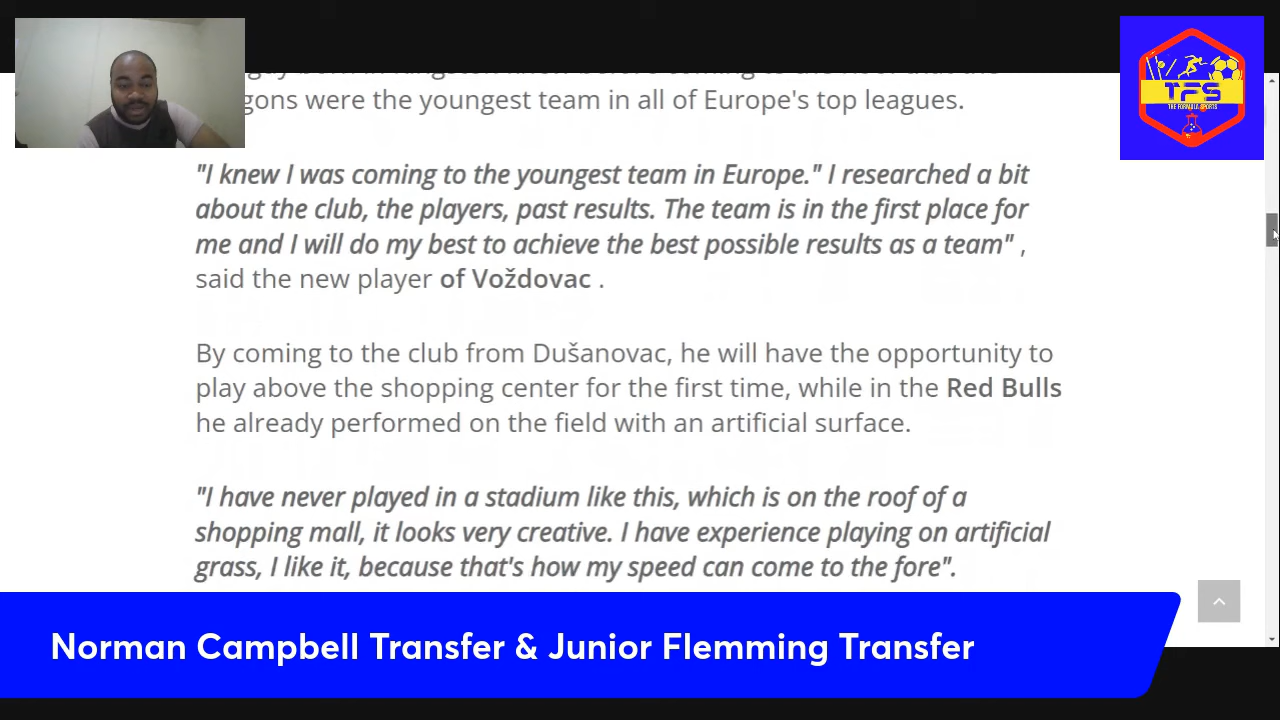 TFS
THE FORMULA SPORTS
gons were the youngest team in all of Europe's top leagues.
"I knew I was coming to the youngest team in Europe." I researched a bit
about the club, the players, past results. The team is in the first place for
me and I will do my best to achieve the best possible results as a team" ,
said the new player of Voždovac .
By coming to the club from Dušanovac, he will have the opportunity to
play above the shopping center for the first time, while in the Red Bulls
he already performed on the field with an artificial surface.
"I have never played in a stadium like this, which is on the roof of a
shopping mall, it looks very creative. I have experience playing on artificial
grass, I like it, because that's how my speed can come to the fore".
Norman Campbell Transfer & Junior Flemming Transfer